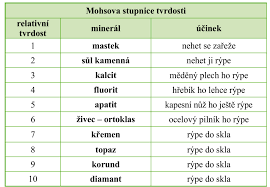 Mohsova stupnice tvrdosti
relativní tvrdost minerál účinek
1 mastek nehet se zařeže
2 sůl kamenná nehet jí rýpe
3 kalcit měděný plech ho rýpe
4 fluorit hřebík ho lehce rýpe
5 apatit kapesní nůž ho ještě rýpe
6 živec – ortoklas ocelový pilník ho rýpe
7 křemen rýpe do skla
8 topaz rýpe do skla
9 korund rýpe do skla
10 diamant rýpe do skla